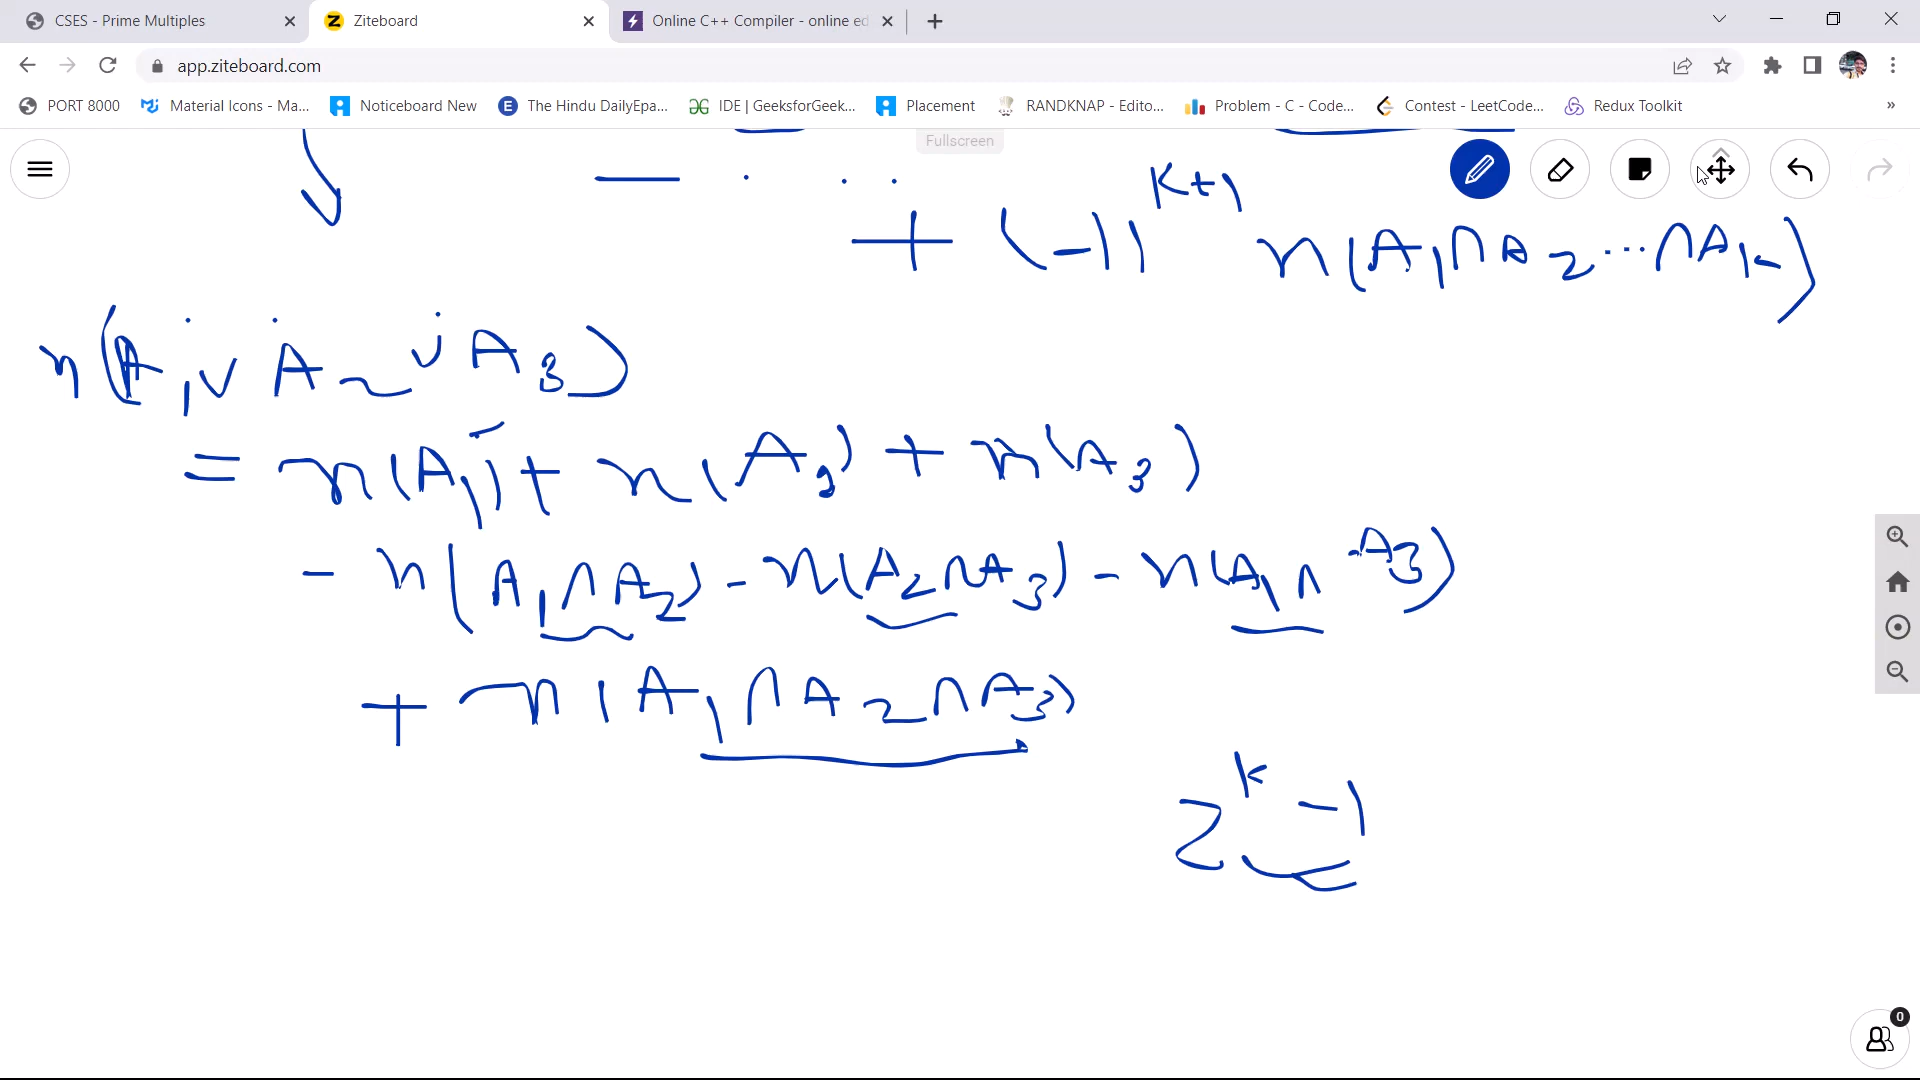 CSES - Prime Multiples
Ziteboard
Online C++ Compiler - online ed
app.ziteboard.com
PORT 8000
Material Icons - Ma...
Noticeboard New
The Hindu DailyEpa...
IDE | GeeksforGeek...
Placement
RANDKNAP - Edito...
Problem - C - Code...
Contest - LeetCode...
Redux Toolkit
»
Fullscreen
— . . .
+ (-1)^{K+1} n(A₁∩A₂...∩Aₖ)
n(A₁∪A₂∪A₃)
= n(A₁) + n(A₂) + n(A₃)
- n(A₁∩A₂) - n(A₂∩A₃) - n(A₁∩A₃)
+ n(A₁∩A₂∩A₃)
2^k - 1
0